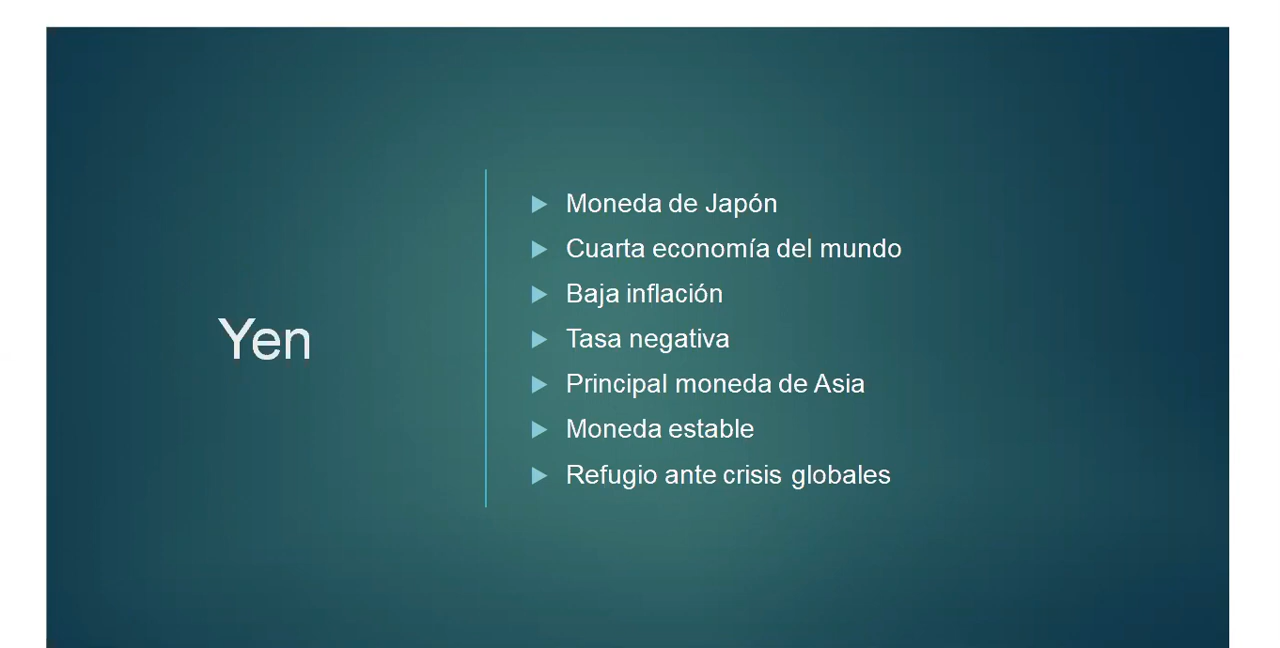 Yen
Moneda de Japón
Cuarta economía del mundo
Baja inflación
Tasa negativa
Principal moneda de Asia
Moneda estable
Refugio ante crisis globales